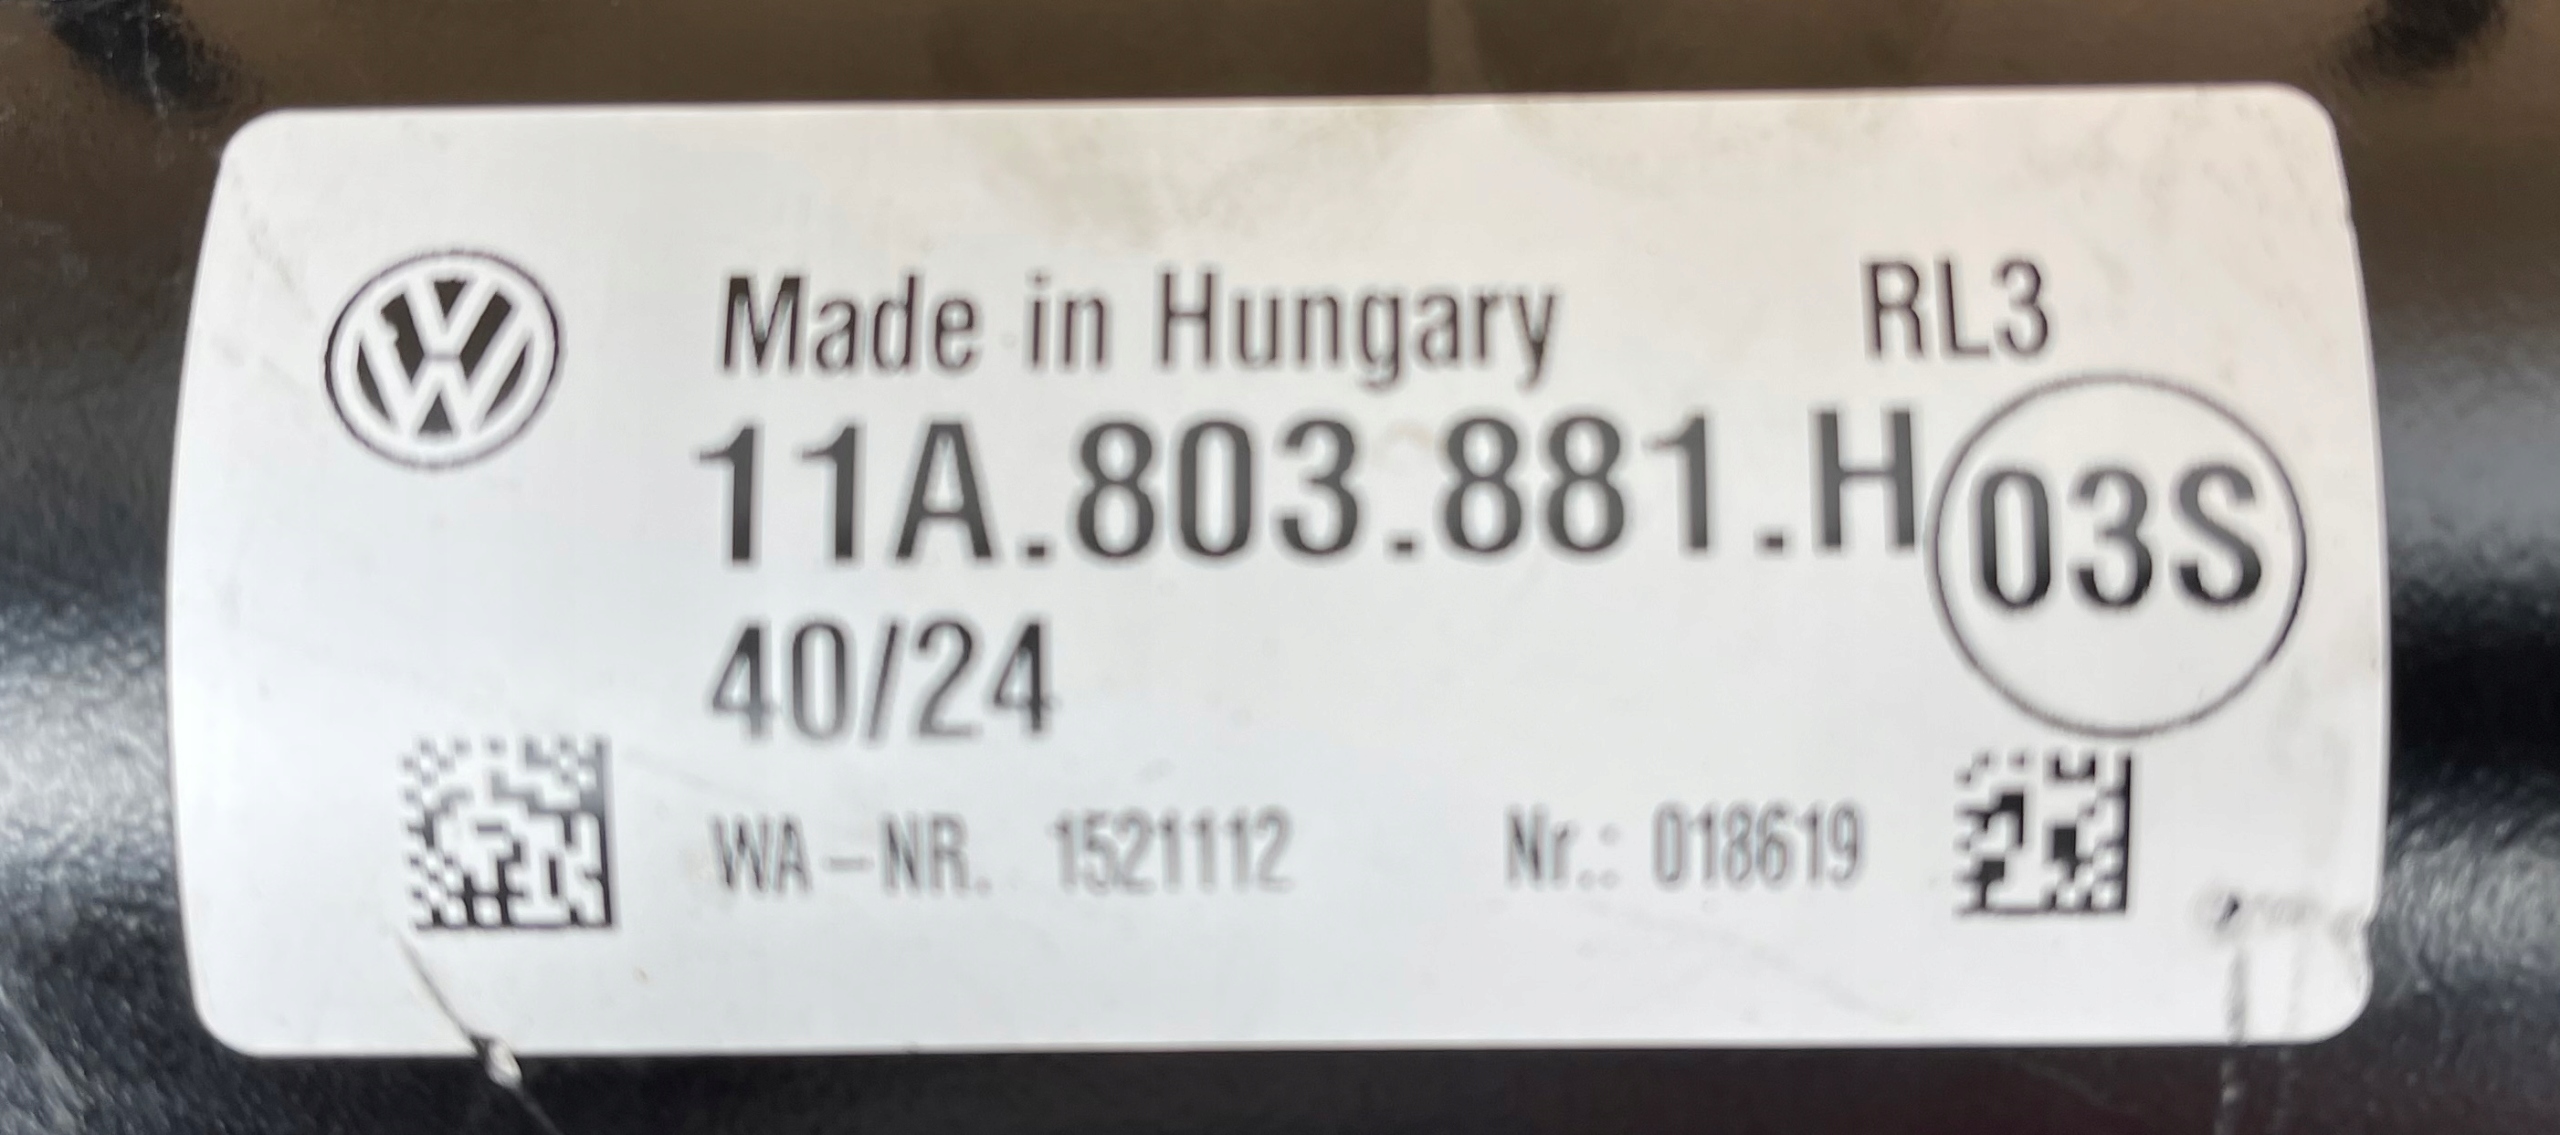 Made in Hungary RL3
11A.803.881.H 03S
40/24
WA-NR. 1521112 Nr.: 018619